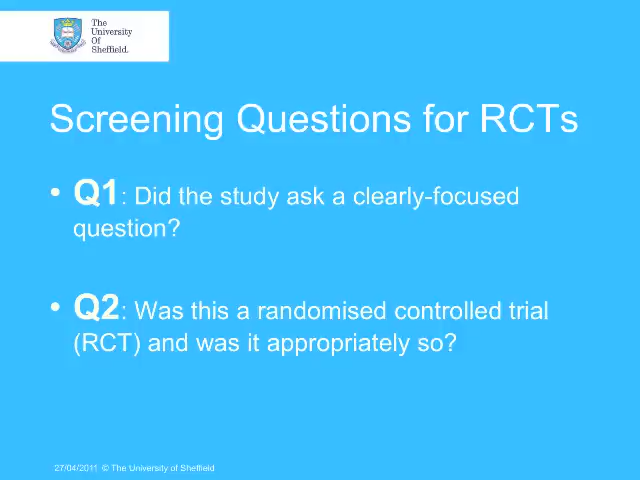 The
University
Of
Sheffield.
Screening Questions for RCTs
• Q1: Did the study ask a clearly-focused
question?
• Q2: Was this a randomised controlled trial
(RCT) and was it appropriately so?
27/04/2011 © The University of Sheffield